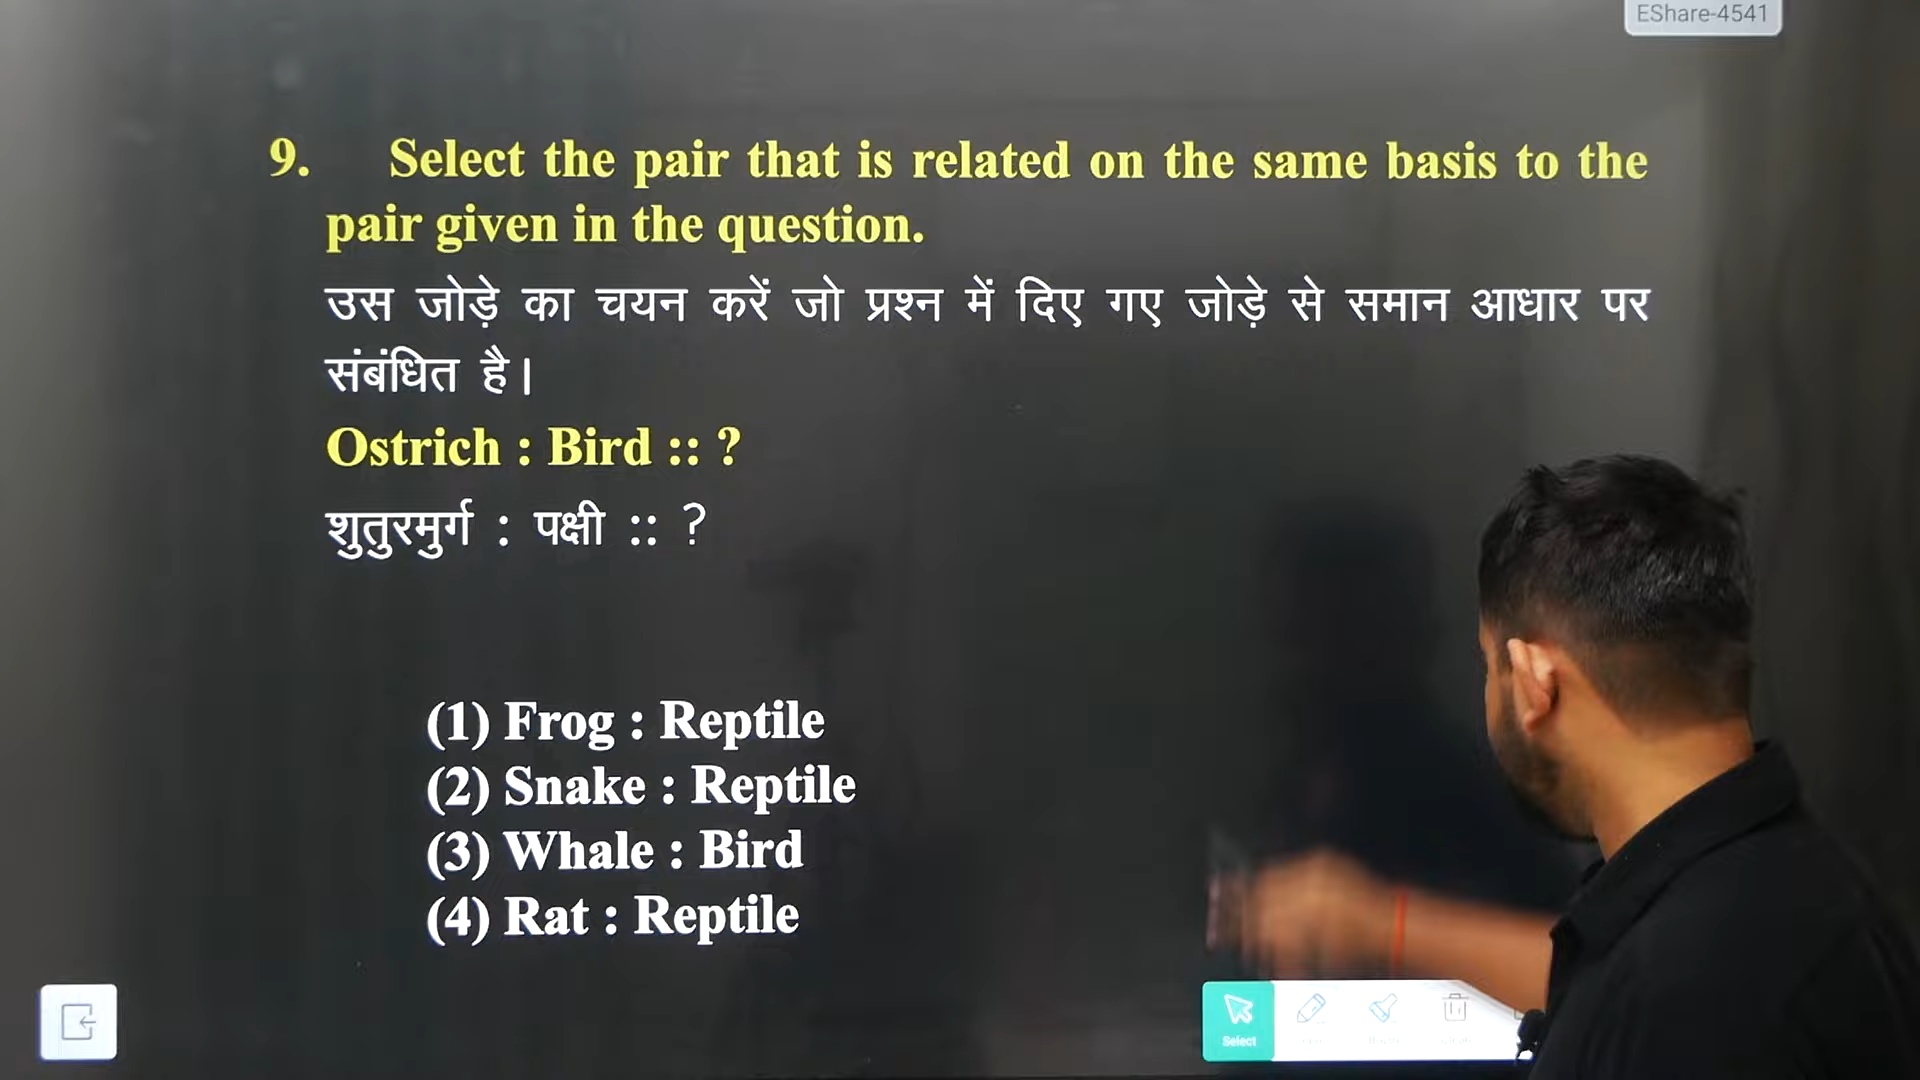 EShare-4541
9. Select the pair that is related on the same basis to the
pair given in the question.
उस जोड़े का चयन करें जो प्रश्न में दिए गए जोड़े से समान आधार पर
संबंधित है।
Ostrich : Bird :: ?
शुतुरमुर्ग : पक्षी :: ?
(1) Frog : Reptile
(2) Snake : Reptile
(3) Whale : Bird
(4) Rat : Reptile
Select